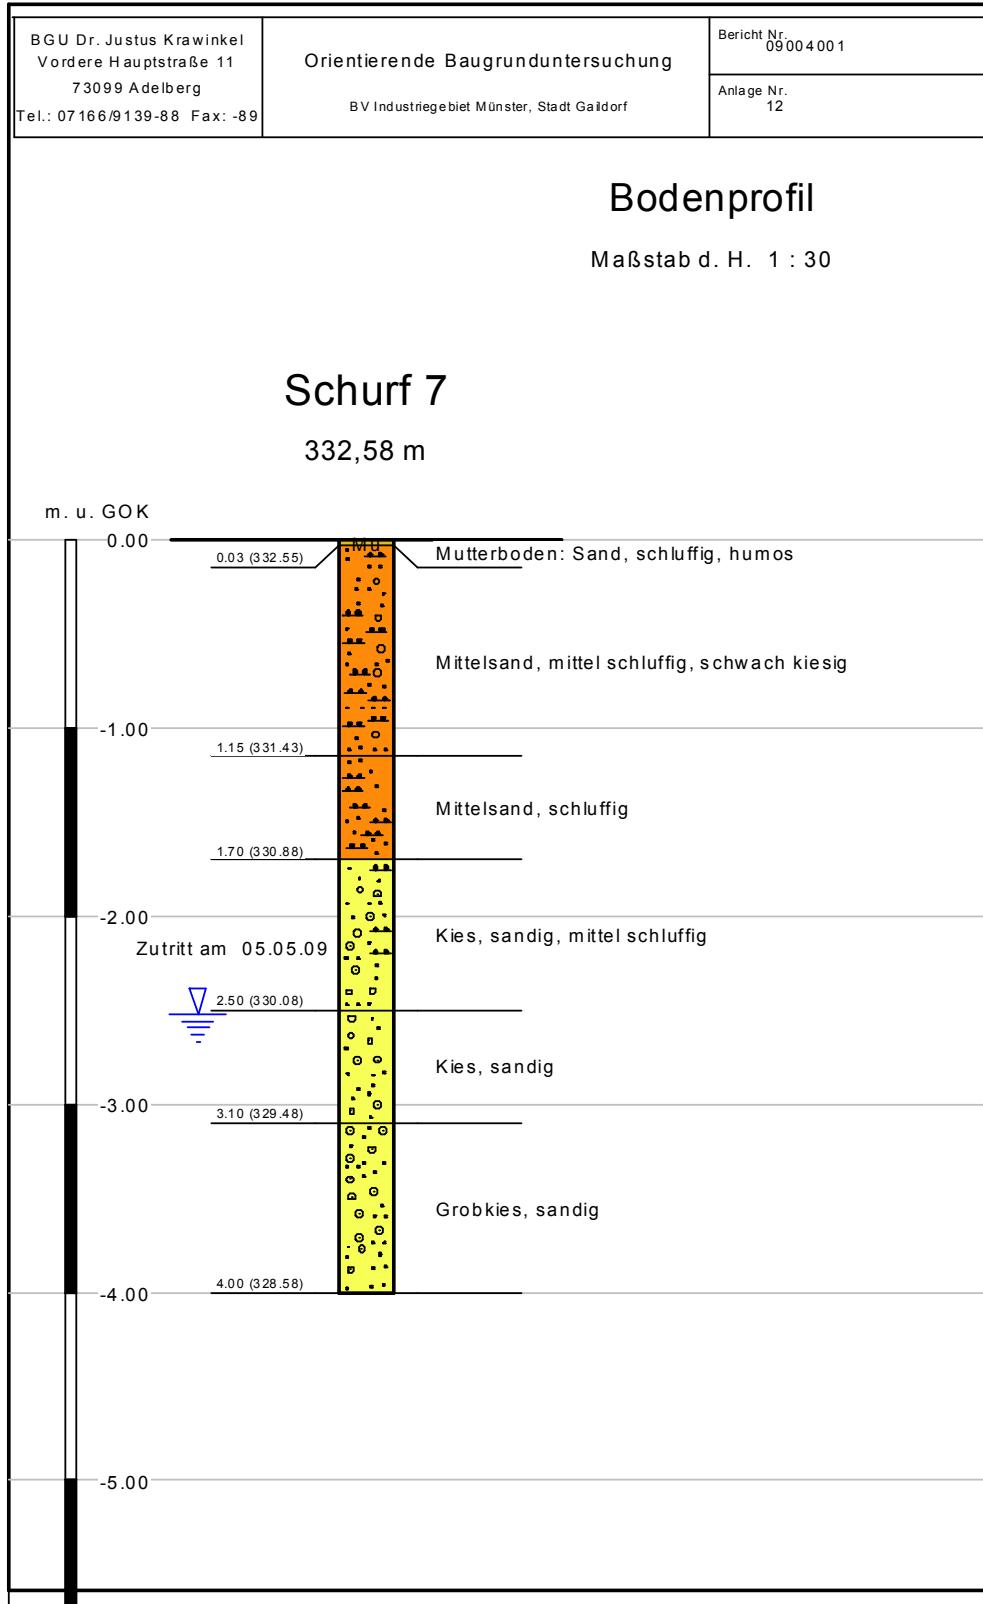 BGU Dr. Justus Krawinkel
Vordere Hauptstraße 11
73099 Adelberg
Tel.: 07166/9139-88 Fax: -89
Orientierende Baugrunduntersuchung
BV Industriegebiet Münster, Stadt Gaildorf
Bericht Nr.
09004001
Anlage Nr.
12
Bodenprofil
Maßstab d. H. 1 : 30
Schurf 7
332,58 m
m. u. GOK
0.00
Mu
0.03 (332.55)
Mutterboden: Sand, schluffig, humos
Mittelsand, mittel schluffig, schwach kiesig
-1.00
1.15 (331.43)
Mittelsand, schluffig
1.70 (330.88)
-2.00
Kies, sandig, mittel schluffig
Zutritt am 05.05.09
2.50 (330.08)
Kies, sandig
-3.00
3.10 (329.48)
Grobkies, sandig
4.00 (328.58)
-4.00
-5.00